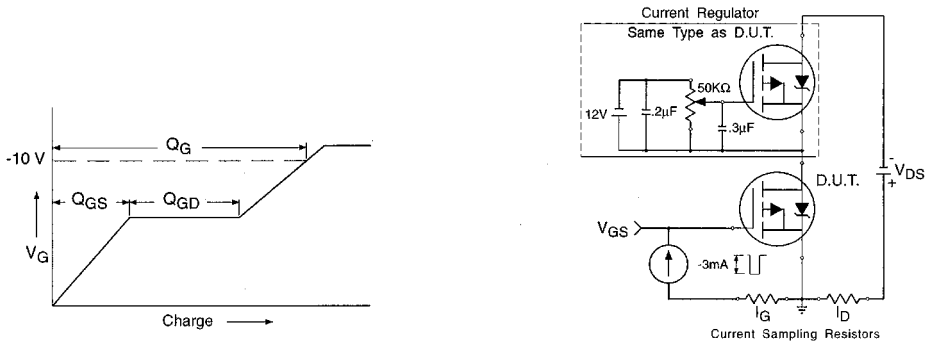 -10 V
QG
QGS
QGD
VG
Charge
Current Regulator
Same Type as D.U.T.
12V
.2μF
50KΩ
.3μF
D.U.T.
-
VDS
+
VGS
-3mA
IG
ID
Current Sampling Resistors